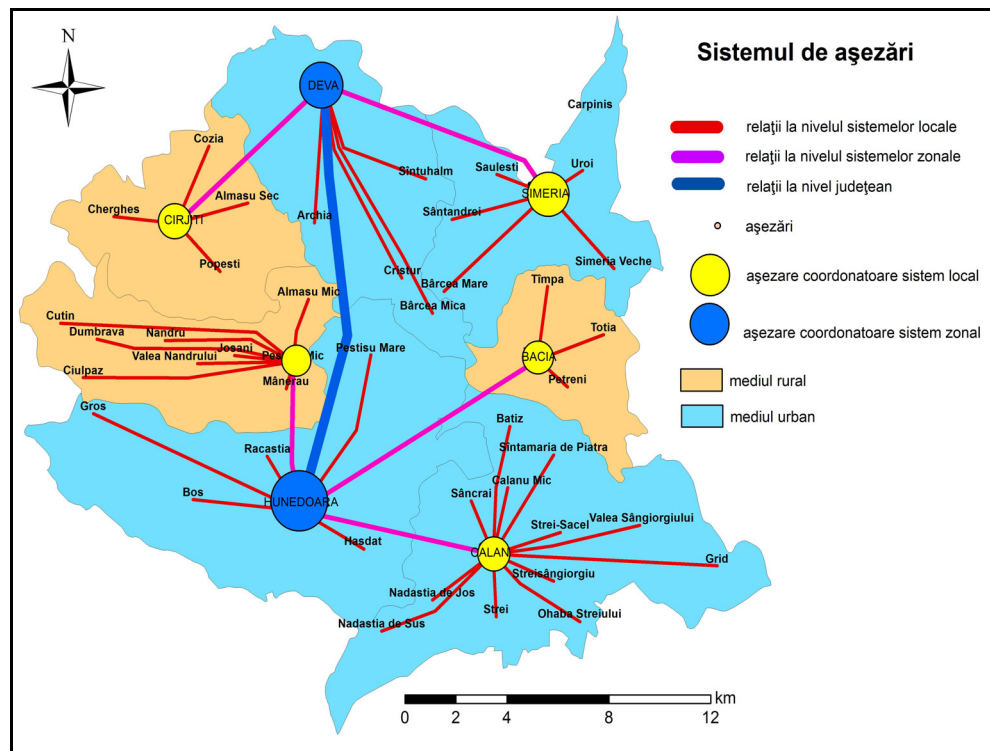 N
Sistemul de aşezări
relaţii la nivelul sistemelor locale
relaţii la nivelul sistemelor zonale
relaţii la nivel judeţean
aşezări
aşezare coordonatoare sistem local
aşezare coordonatoare sistem zonal
mediul rural
mediul urban
DEVA
Carpinis
Cozia
Sîntuhalm
Saulesti
Uroi
SIMERIA
Almasu Sec
Cherghes
CIRJITI
Archia
Sântandrei
Popesti
Cristur
Simeria Veche
Bârcea Mare
Tîmpa
Almasu Mic
Bârcea Mica
Cutin
Dumbrava
Nandru
Totia
Josani
Pestisu Mare
Valea Nandrului
Mic
BACIA
Ciulpaz
Mânerau
Petreni
Gros
Batiz
Racastia
Sîntamaria de Piatra
Calanu Mic
Bos
HUNEDOARA
Sâncrai
Strei-Sacel
Valea Sângiorgiului
Hasdat
CALAN
Grid
Streisângiorgiu
Nadastia de Jos
Strei
Ohaba Streiului
Nadastia de Sus
km
0 2 4 8 12